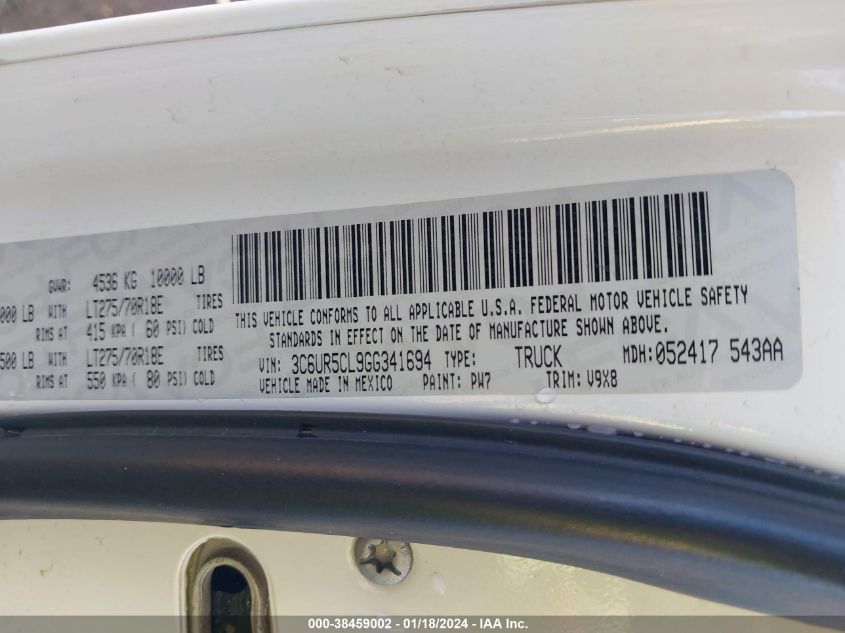 GVWR: 4536 KG 10000 LB
000 LB WITH LT275/70R18E TIRES
RIMS AT 415 KPA ( 60 PSI) COLD
500 LB WITH LT275/70R18E TIRES
RIMS AT 550 KPA ( 80 PSI) COLD
THIS VEHICLE CONFORMS TO ALL APPLICABLE U.S.A. FEDERAL MOTOR VEHICLE SAFETY
STANDARDS IN EFFECT ON THE DATE OF MANUFACTURE SHOWN ABOVE.
VIN: 3C6UR5CL9GG341694 TYPE: TRUCK MDH:052417 543AA
VEHICLE MADE IN MEXICO PAINT: PW7 TRIM: V9X8
000-38459002 - 01/18/2024 - IAA Inc.